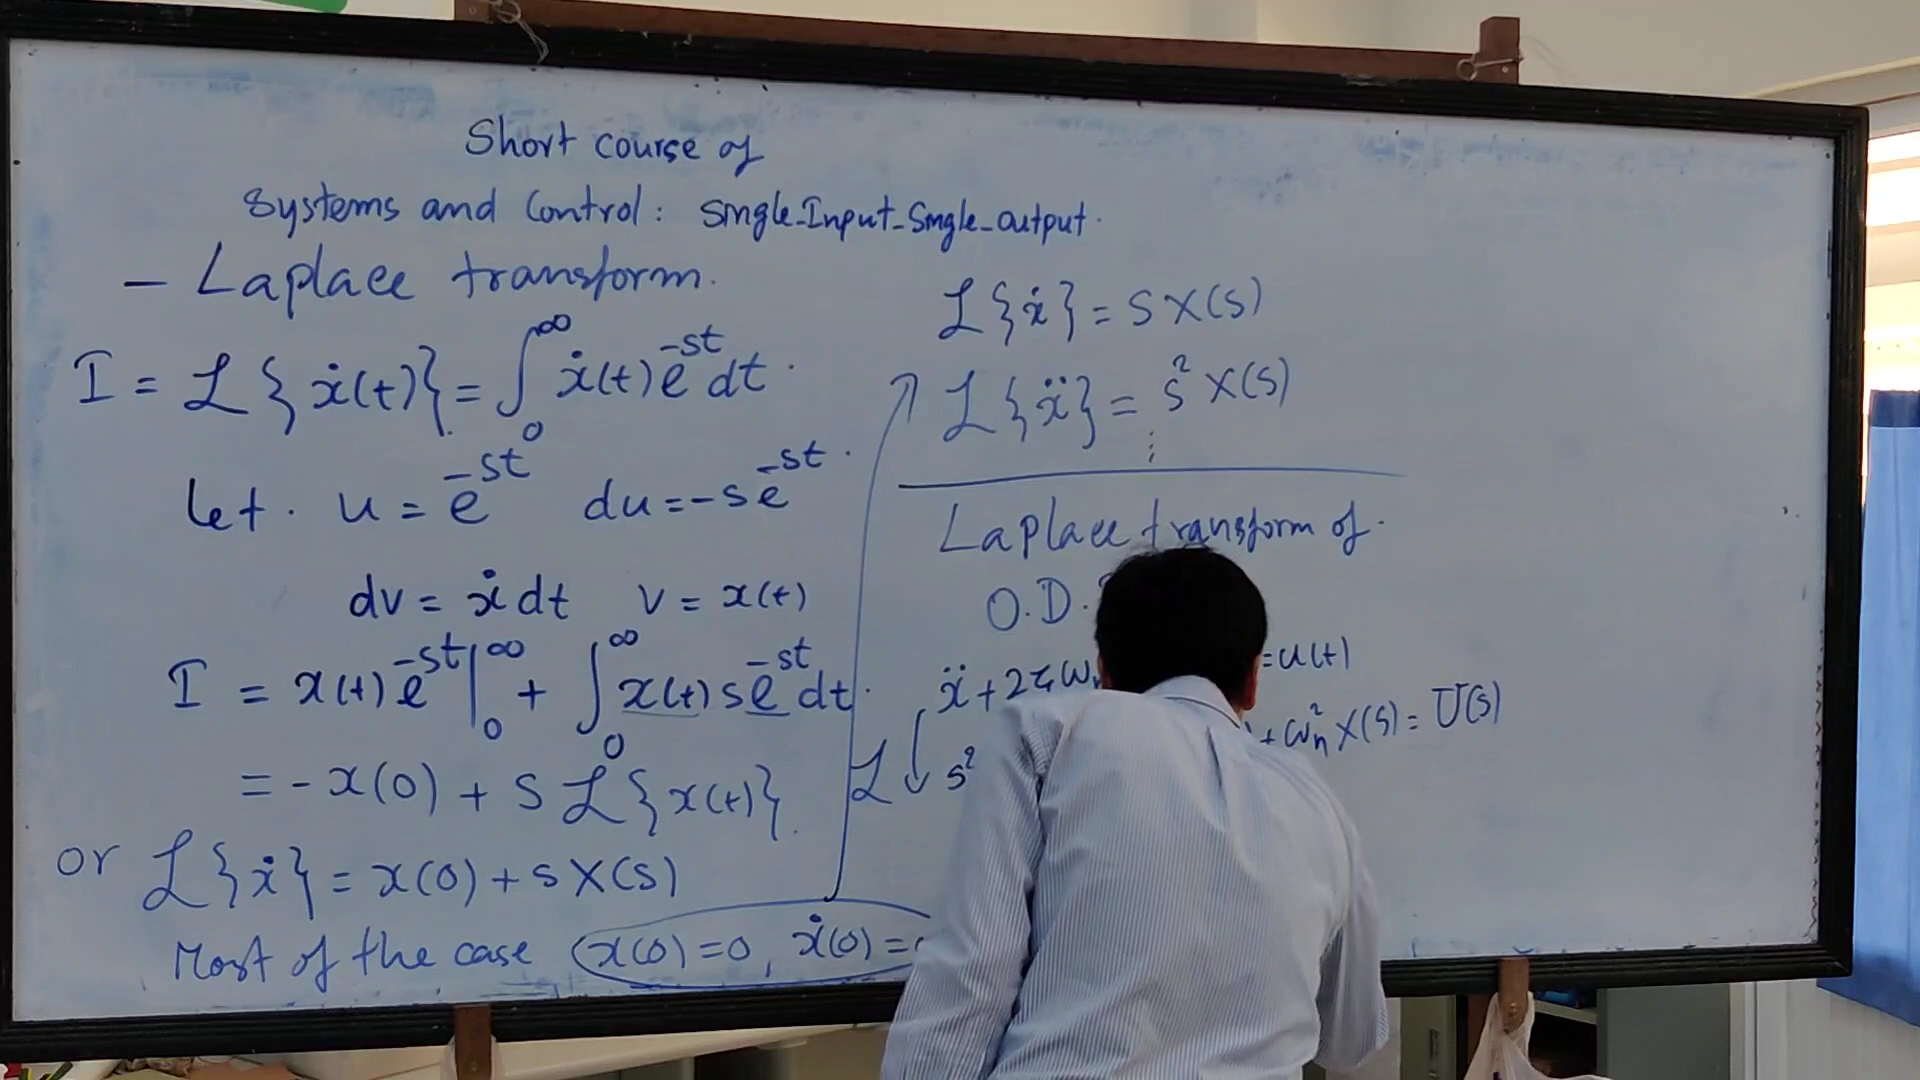 Short course of
Systems and Control: Single-Input-Single-output.
- Laplace transform.
I = ℒ{ẋ(t)} = ∫₀^∞ ẋ(t) e^{-st} dt.
let. u = e^{-st} du = -s e^{-st}.
dv = ẋ dt v = x(t)
I = x(t) e^{-st} |₀^∞ + ∫₀^∞ x(t) s e^{-st} dt.
= -x(0) + s ℒ{x(t)}.
or ℒ{ẋ} = x(0) + s X(s)
Most of the case (x(0) = 0, ẋ(0) =
ℒ{ẋ} = s X(s)
ℒ{ẍ} = s² X(s)
⋮
Laplace transform of.
O.D.
ẍ + 2ζω = u(t)
ℒ s² + ωₙ² X(s) = U(s)